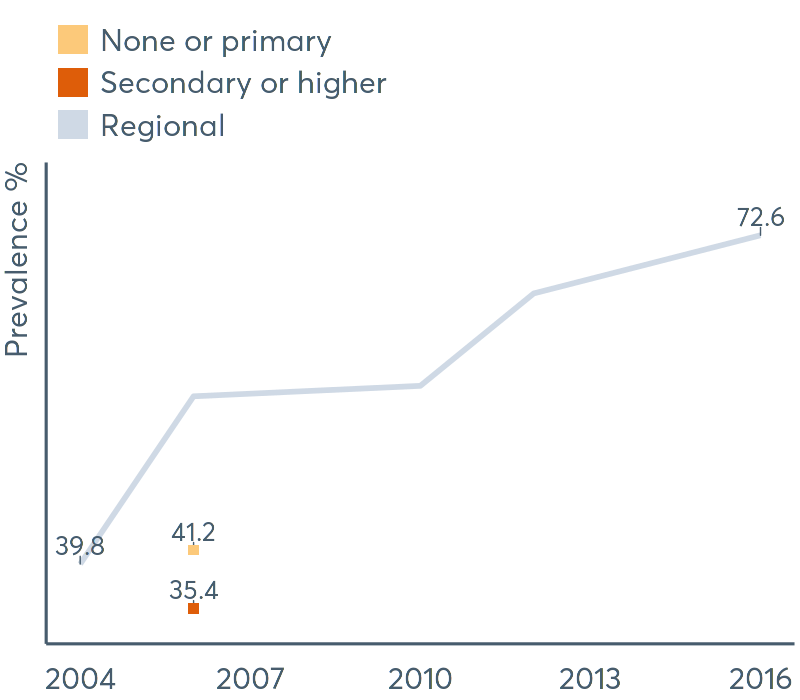 None or primary
Secondary or higher
Regional
Prevalence %
72.6
41.2
39.8
35.4
2004 2007 2010 2013 2016